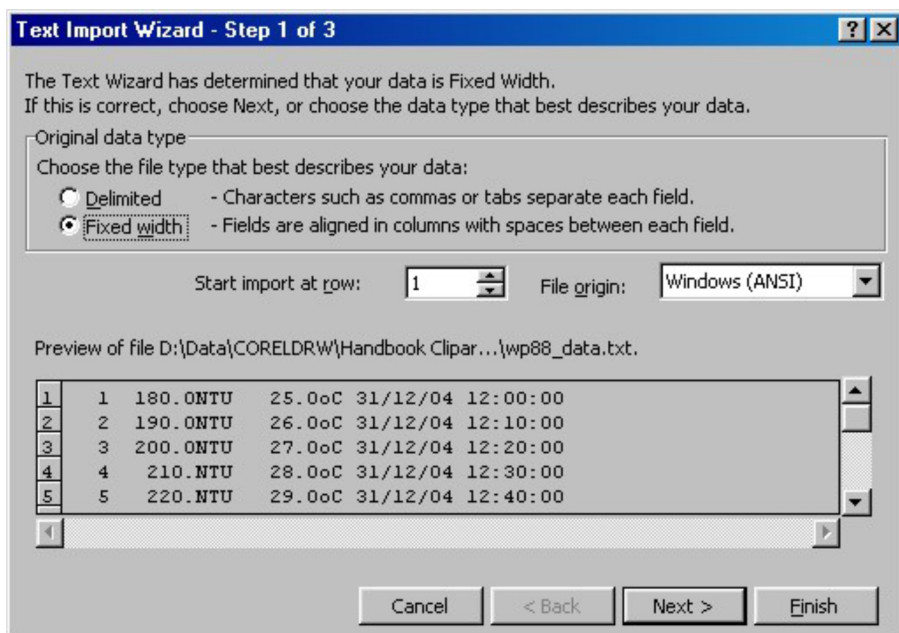 Text Import Wizard - Step 1 of 3
The Text Wizard has determined that your data is Fixed Width.
If this is correct, choose Next, or choose the data type that best describes your data.
Original data type
Choose the file type that best describes your data:
Delimited - Characters such as commas or tabs separate each field.
Fixed width - Fields are aligned in columns with spaces between each field.
Start import at row: 1 File origin: Windows (ANSI)
Preview of file D:\Data\CORELDRW\Handbook Clipar...\wp88_data.txt.
1 1 180.0NTU 25.0oC 31/12/04 12:00:00
2 2 190.0NTU 26.0oC 31/12/04 12:10:00
3 3 200.0NTU 27.0oC 31/12/04 12:20:00
4 4 210.NTU 28.0oC 31/12/04 12:30:00
5 5 220.NTU 29.0oC 31/12/04 12:40:00
Cancel < Back Next > Finish